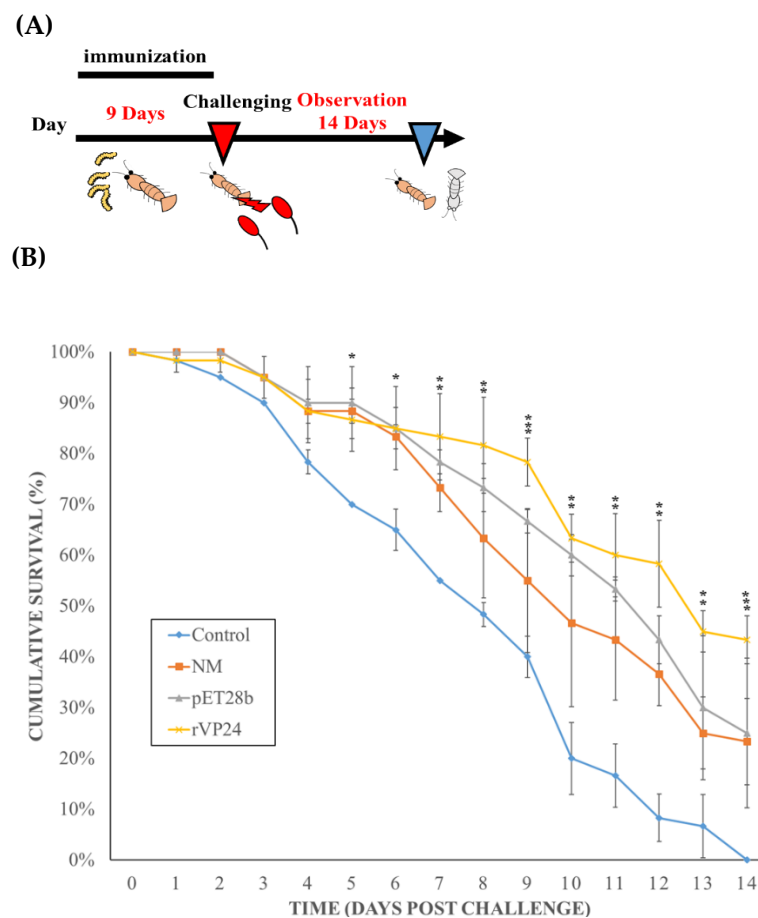 (A)
immunization
9 Days
Challenging
Observation
14 Days
Day
(B)
100%
90%
80%
70%
60%
50%
40%
30%
20%
10%
0%
CUMULATIVE SURVIVAL (%)
*
*
**
**
***
**
**
**
**
***
Control
NM
pET28b
rVP24
0 1 2 3 4 5 6 7 8 9 10 11 12 13 14
TIME (DAYS POST CHALLENGE)